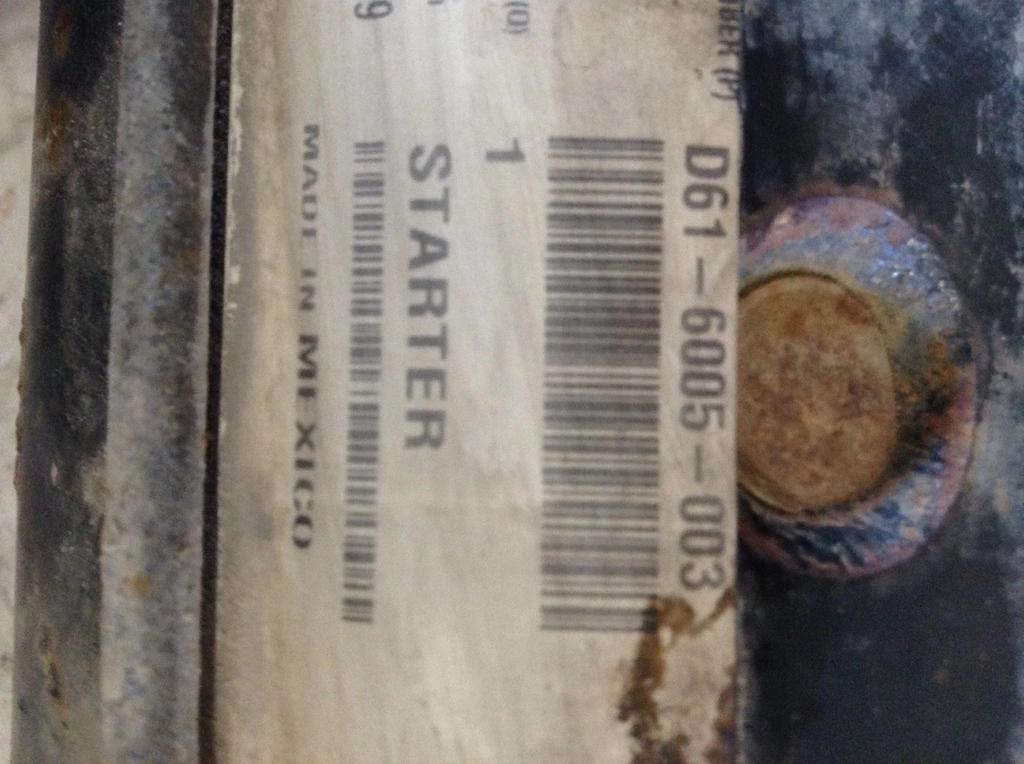 D61-6005-003
1
STARTER
MADE IN MEXICO